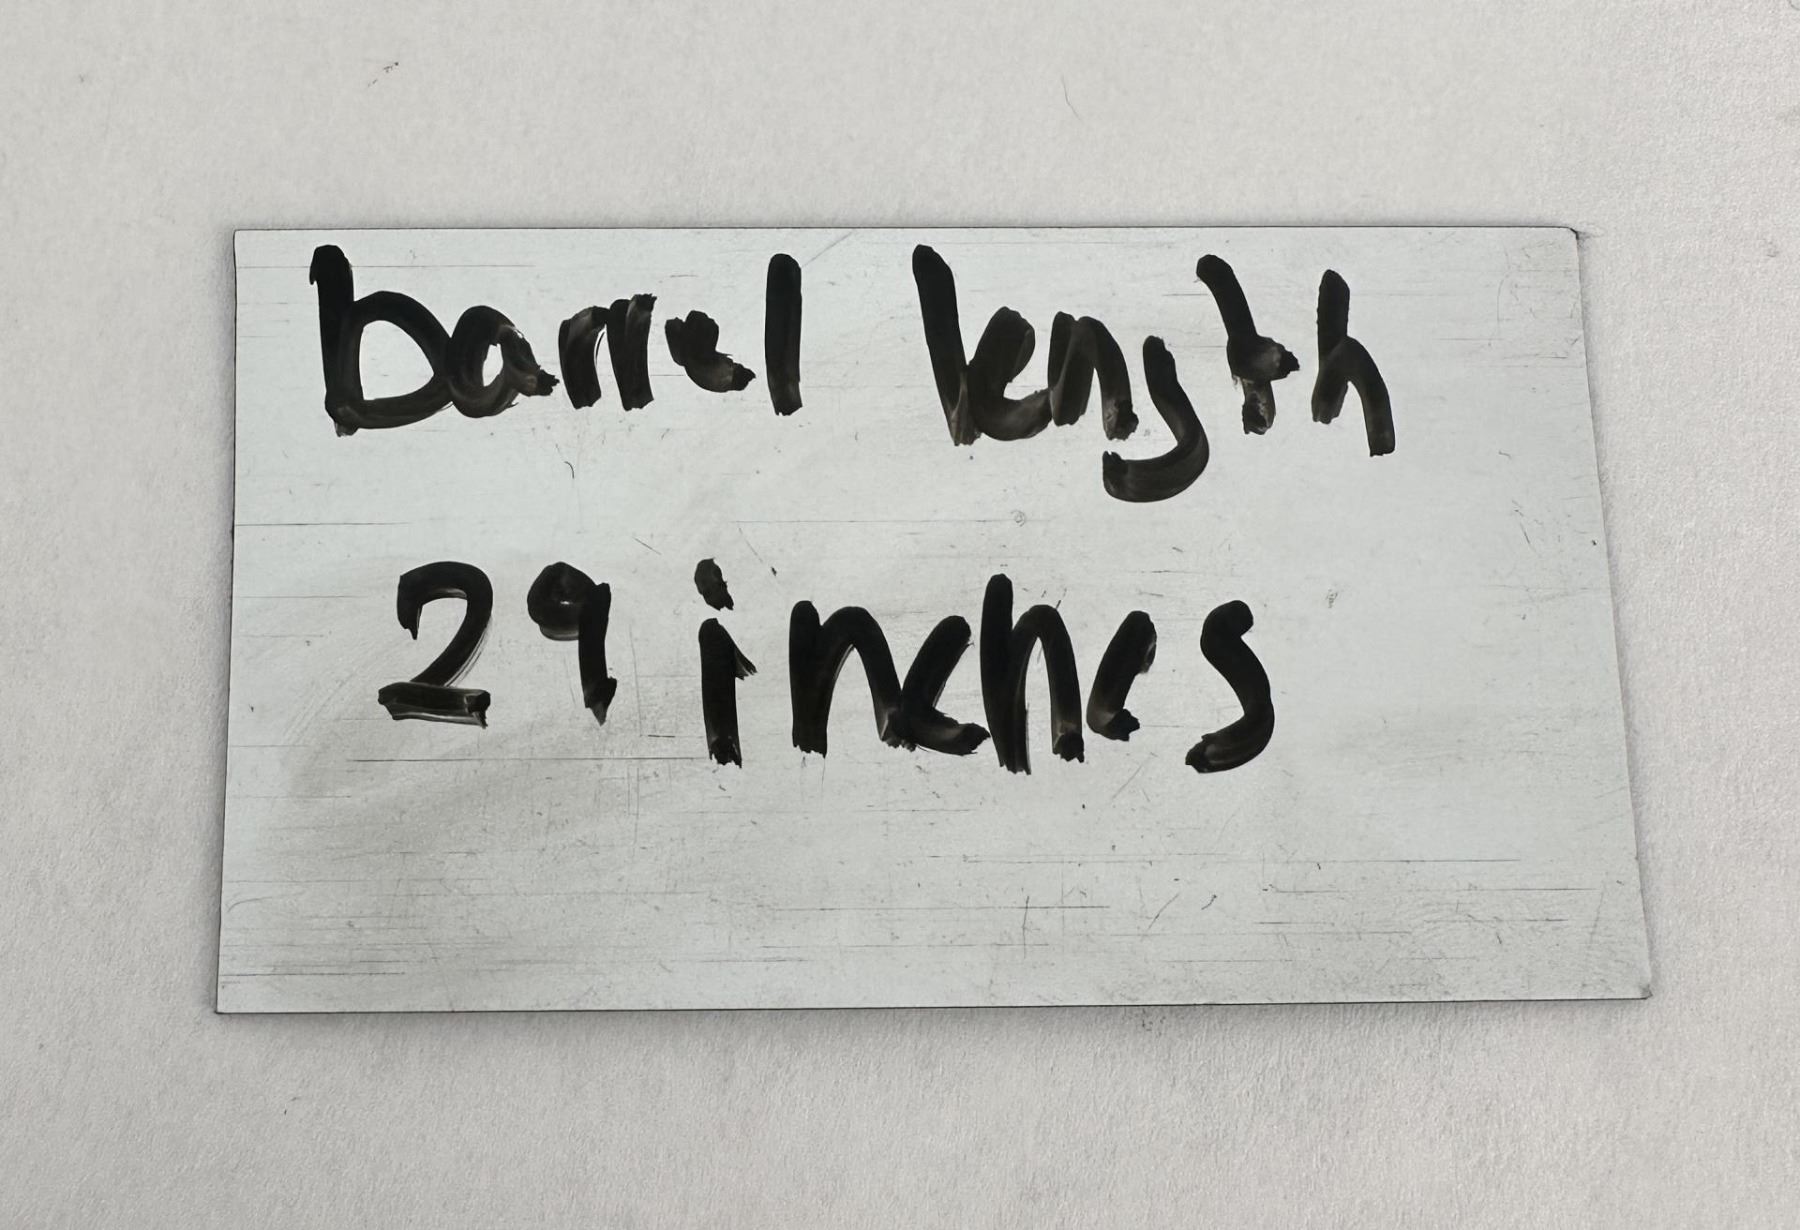 barrel length
29 inches